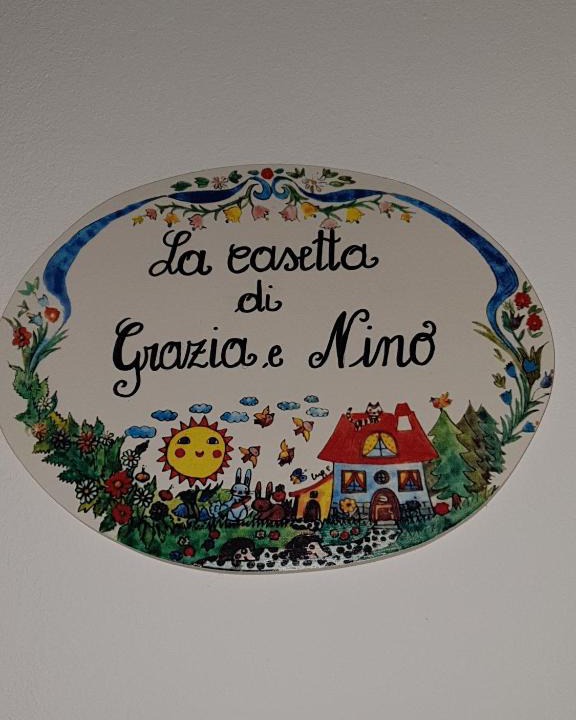 La casetta
di
Grazia e Nino